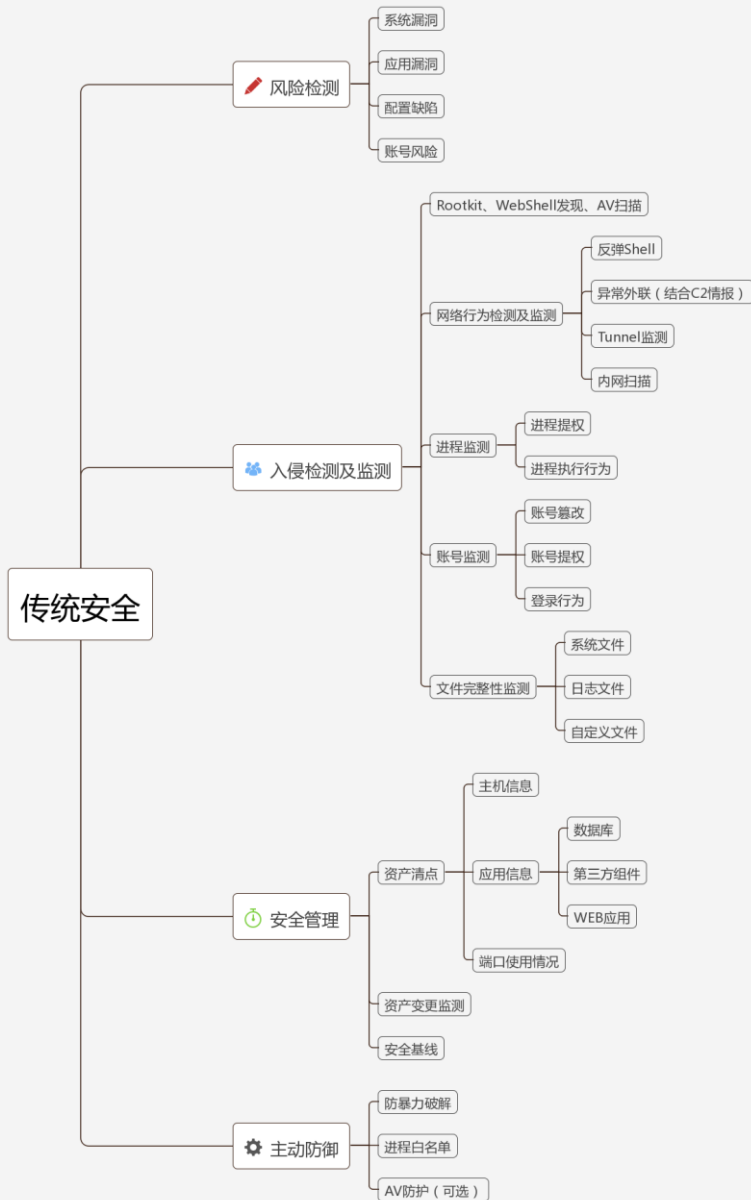 传统安全
风险检测
系统漏洞
应用漏洞
配置缺陷
账号风险
入侵检测及监测
Rootkit、WebShell发现、AV扫描
网络行为检测及监测
反弹Shell
异常外联（结合C2情报）
Tunnel监测
内网扫描
进程监测
进程提权
进程执行行为
账号监测
账号篡改
账号提权
登录行为
文件完整性监测
系统文件
日志文件
自定义文件
安全管理
资产清点
主机信息
应用信息
数据库
第三方组件
WEB应用
端口使用情况
资产变更监测
安全基线
主动防御
防暴力破解
进程白名单
AV防护（可选）